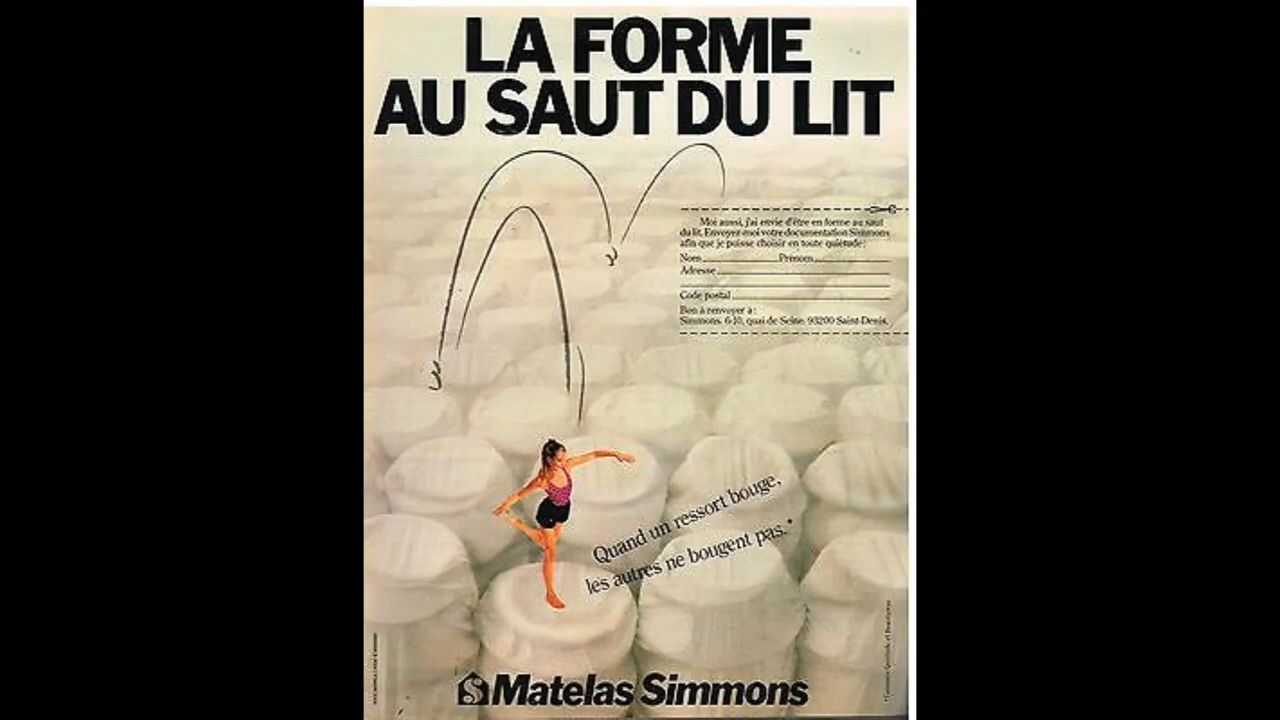 LA FORME
AU SAUT DU LIT
Moi aussi, j'ai envie d'être en forme au saut
du lit. Envoyez-moi votre documentation Simmons
afin que je puisse choisir en toute quiétude:
Nom Prénom
Adresse
Code postal
Bon à renvoyer à:
Simmons. 6-10, quai de Seine. 93200 Saint-Denis.
Quand un ressort bouge,
les autres ne bougent pas.*
Matelas Simmons